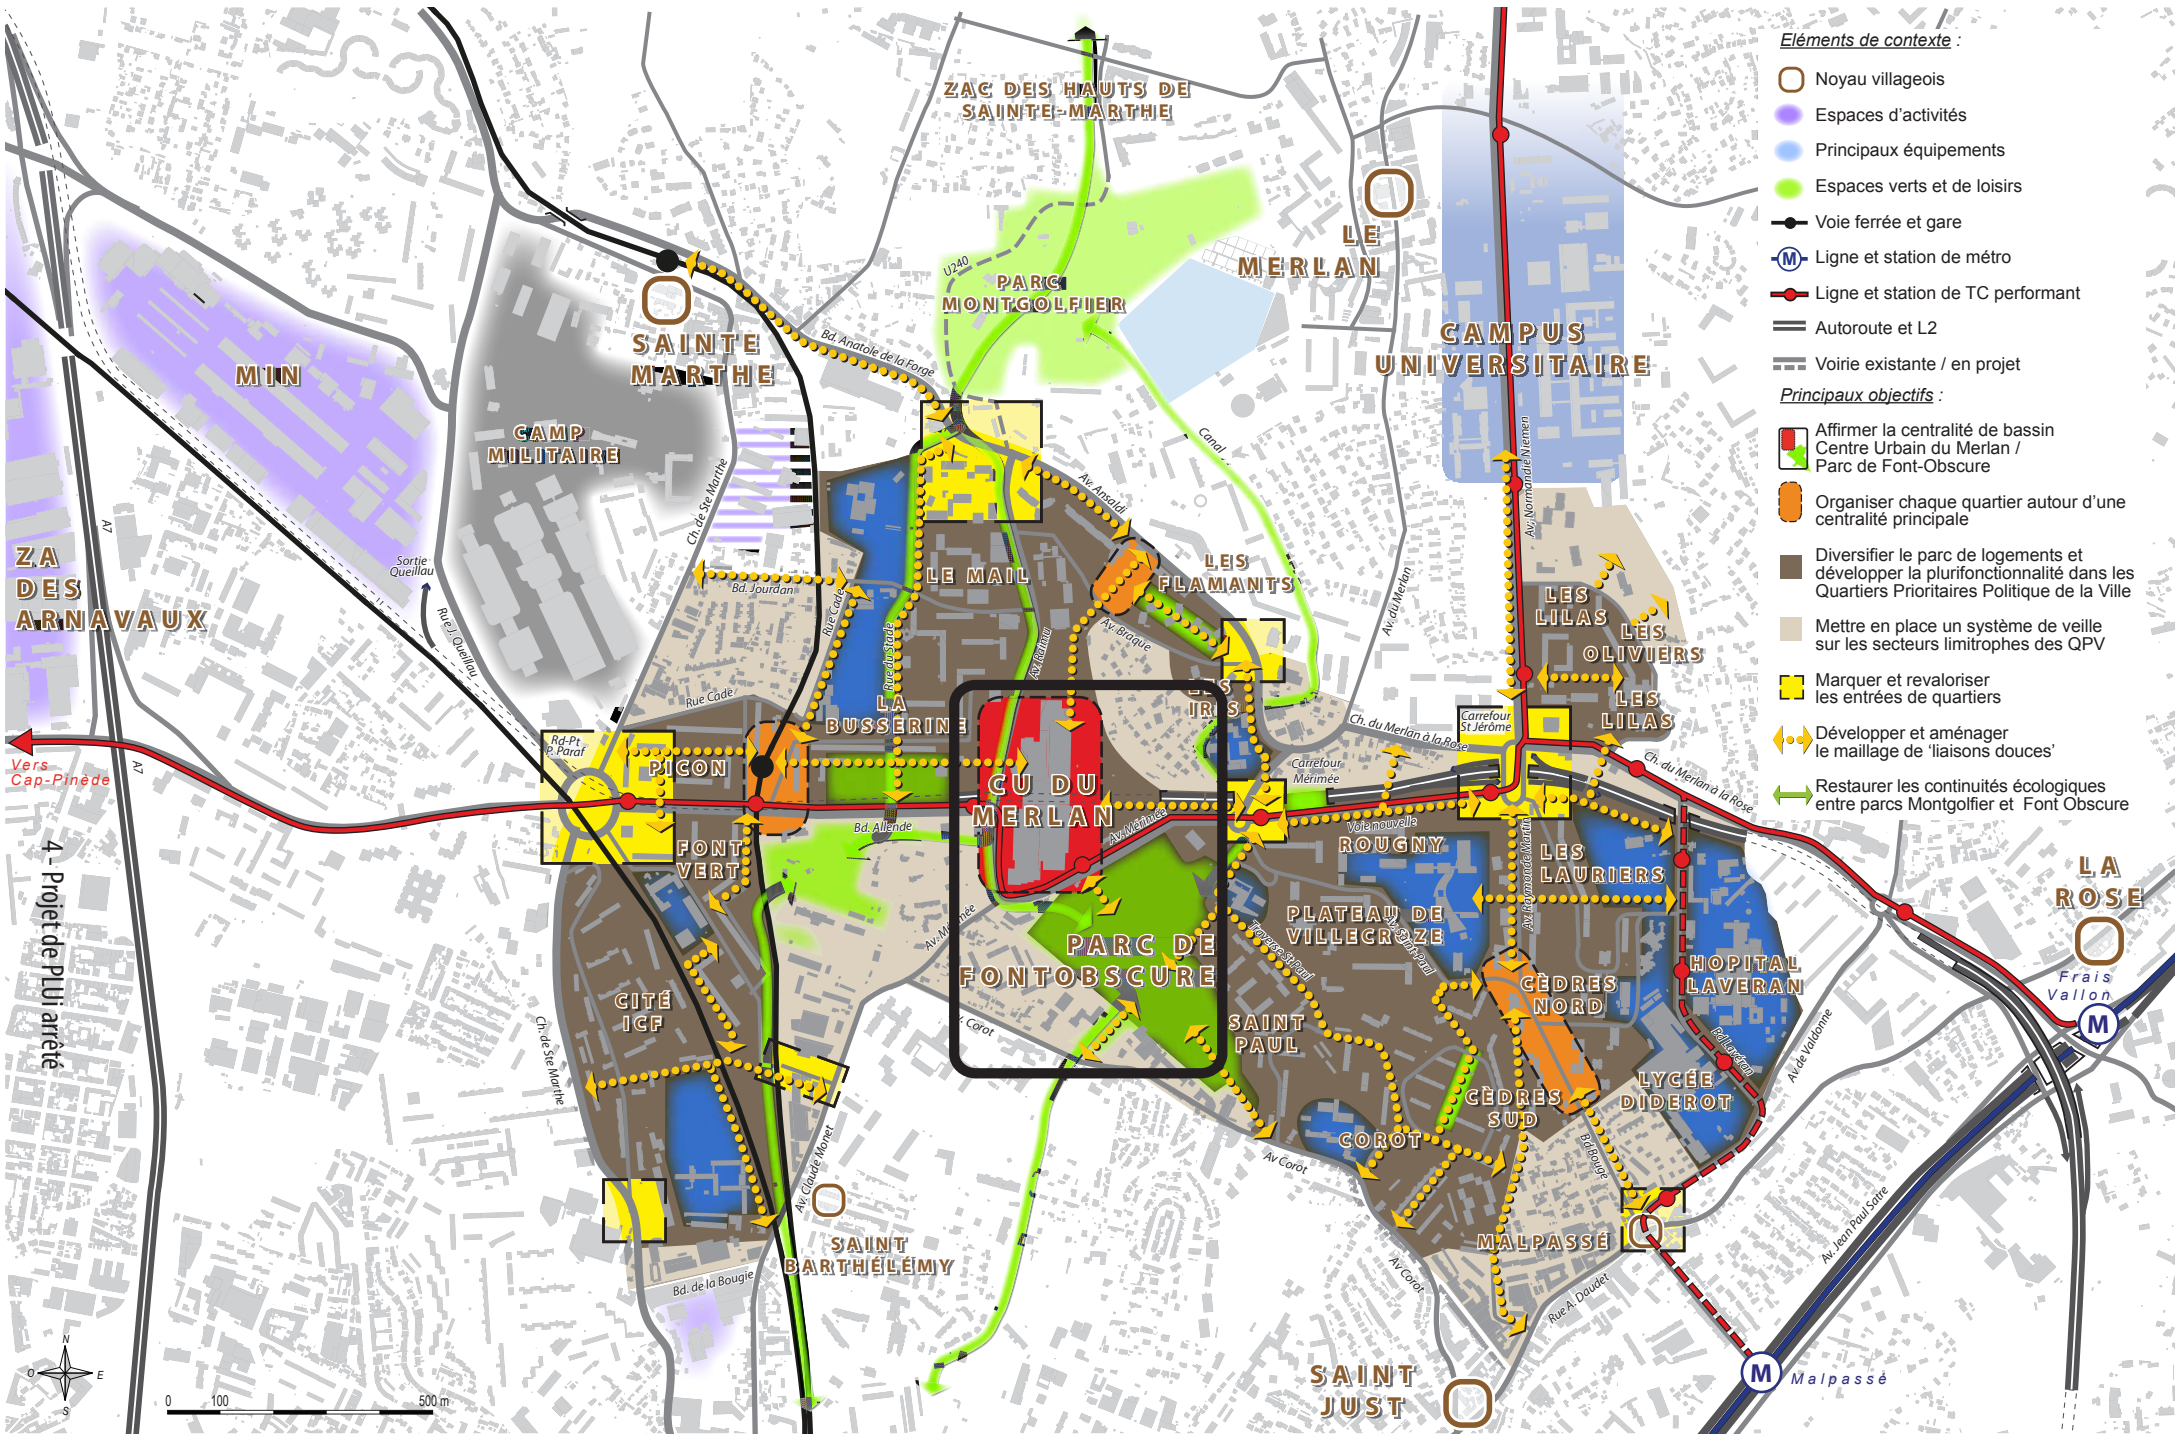 Eléments de contexte :
Noyau villageois
Espaces d'activités
Principaux équipements
Espaces verts et de loisirs
Voie ferrée et gare
M
Ligne et station de métro
Ligne et station de TC performant
Autoroute et L2
Voirie existante / en projet
Principaux objectifs :
Affirmer la centralité de bassin
Centre Urbain du Merlan /
Parc de Font-Obscure
Organiser chaque quartier autour d'une
centralité principale
Diversifier le parc de logements et
développer la plurifonctionnalité dans les
Quartiers Prioritaires Politique de la Ville
Mettre en place un système de veille
sur les secteurs limitrophes des QPV
Marquer et revaloriser
les entrées de quartiers
Développer et aménager
le maillage de 'liaisons douces'
Restaurer les continuités écologiques
entre parcs Montgolfier et Font Obscure
ZAC DES HAUTS DE
SAINTE-MARTHE
LE
MERLAN
U240
PARC
MONTGOLFIER
CAMPUS
UNIVERSITAIRE
SAINTE
MARTHE
MIN
CAMP
MILITAIRE
Bd. Anatole de la Forge
Canal
Av. Normandie Niemen
Ch. de Ste Marthe
Av. Ansaldi
A7
Sortie
Queillau
Rue J. Queillau
ZA
DES
ARNAVAUX
LE MAIL
LES
FLAMANTS
Bd. Jourdan
Rue Cade
Rue du Stade
Av. Raimu
Av. Braque
Av. du Merlan
LES
LILAS
LES
OLIVIERS
LES
LILAS
Rue Cade
LA
BUSSERINE
LES
IRIS
Ch. du Merlan à la Rose
Carrefour
St Jérôme
Rd-Pt
P. Paraf
PICON
Vers
Cap-Pinède
A7
CU DU
MERLAN
Carrefour
Mérimée
Ch. du Merlan à la Rose
Bd. Allende
Av. Mérimée
Voie nouvelle
ROUGNY
FONT
VERT
Av. Raymonde Martin
LES
LAURIERS
LA
ROSE
4 - Projet de PLUi arrêté
Av. Mérimée
PARC DE
FONTOBSCURE
PLATEAU DE
VILLECROZE
Traverse St Paul
Av. Saint-Paul
CITÉ
ICF
CÈDRES
NORD
HOPITAL
LAVERAN
Frais
Vallon
M
SAINT
PAUL
Ch. de Ste Marthe
Bd Lavéran
Av. de Valdonne
CÈDRES
SUD
LYCÉE
DIDEROT
COROT
Av Corot
Av. Claude Monet
Bd Bouge
SAINT
BARTHÉLÉMY
Bd. de la Bougie
MALPASSÉ
Av Corot
Rue A. Daudet
Av. Jean Paul Satre
SAINT
JUST
M
Malpassé
N
O
E
S
0
100
500 m